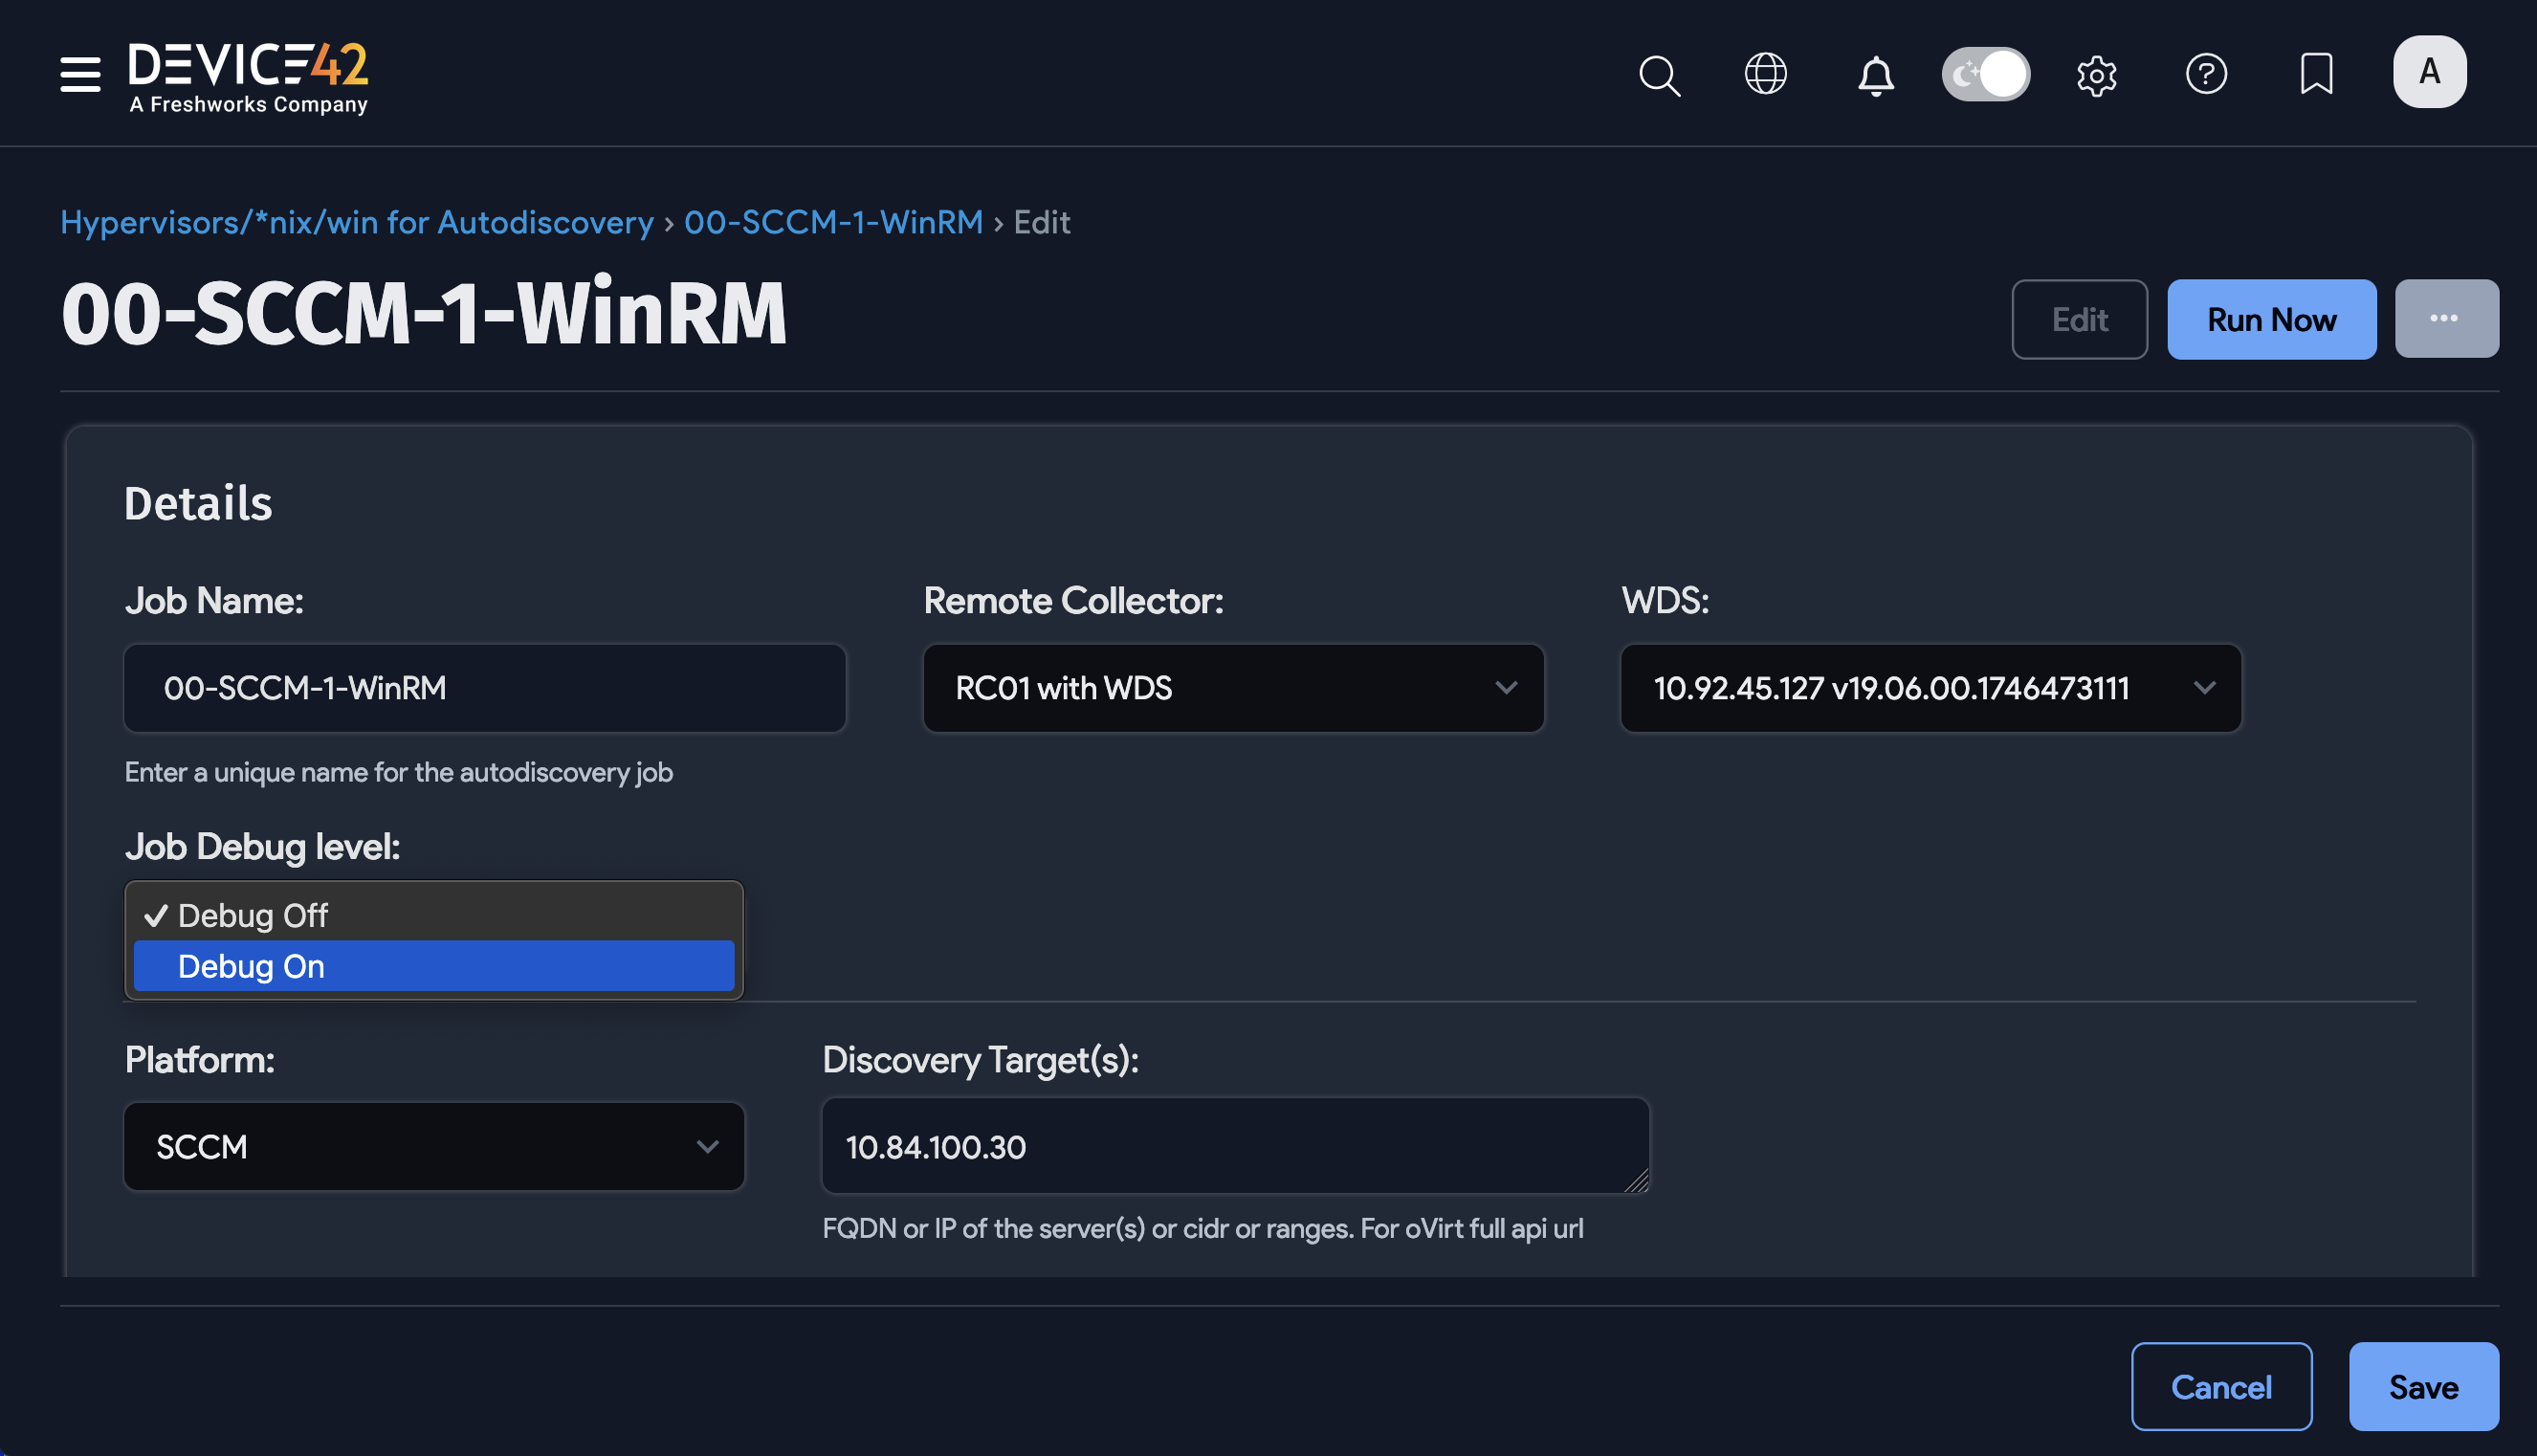 DEVICE42
A Freshworks Company
A
Hypervisors/*nix/win for Autodiscovery › 00-SCCM-1-WinRM › Edit
00-SCCM-1-WinRM
Edit
Run Now
Details
Job Name:
Remote Collector:
WDS:
00-SCCM-1-WinRM
RC01 with WDS
10.92.45.127 v19.06.00.1746473111
Enter a unique name for the autodiscovery job
Job Debug level:
✓ Debug Off
Debug On
Platform:
Discovery Target(s):
SCCM
10.84.100.30
FQDN or IP of the server(s) or cidr or ranges. For oVirt full api url
Cancel
Save